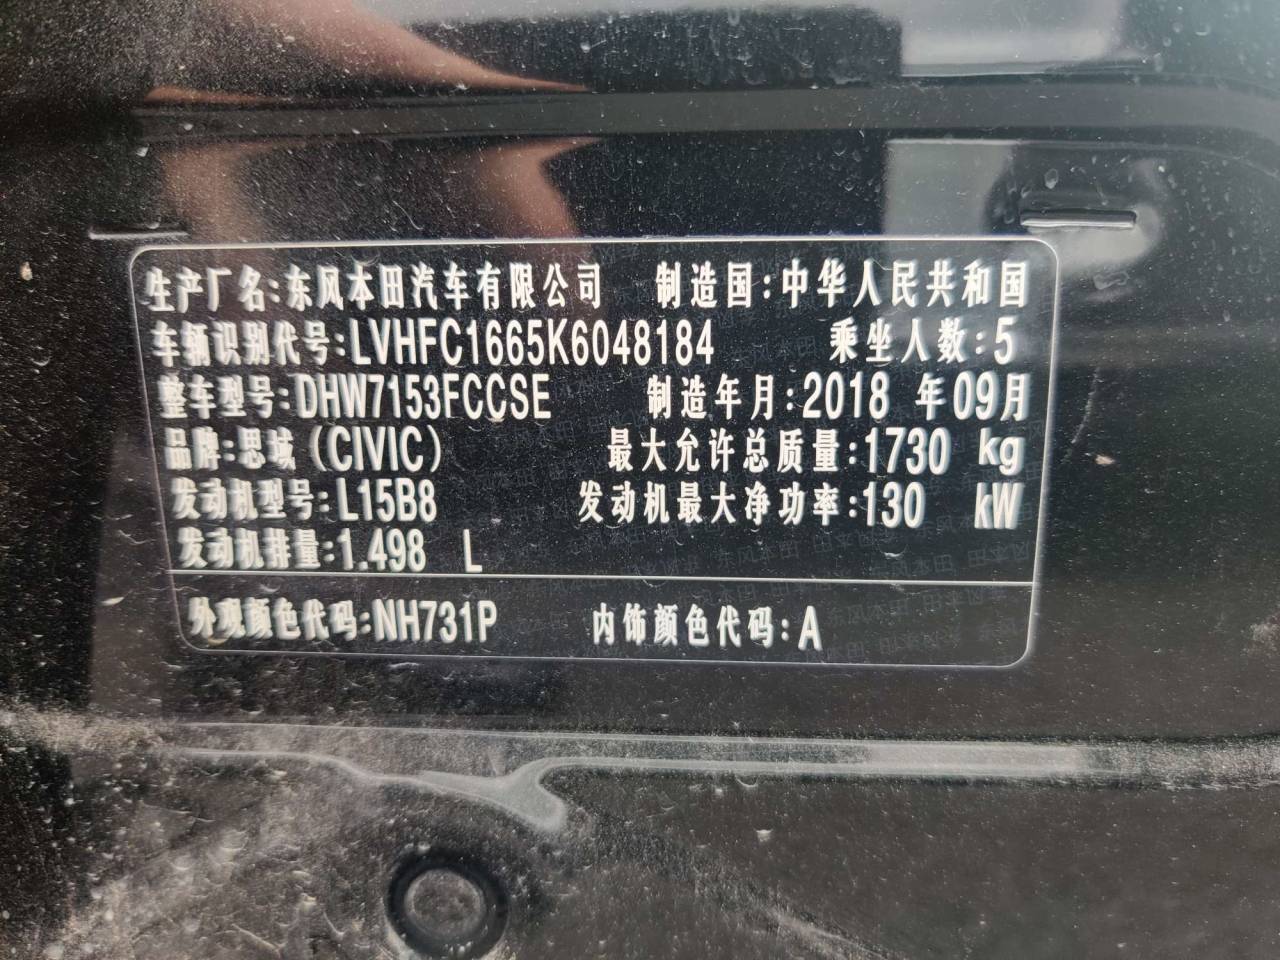 生产厂名:东风本田汽车有限公司 制造国:中华人民共和国
车辆识别代号:LVHFC1665K6048184 乘坐人数:5
整车型号:DHW7153FCCSE 制造年月:2018 年09月
品牌:思域(CIVIC) 最大允许总质量:1730 kg
发动机型号:L15B8 发动机最大净功率:130 kW
发动机排量:1.498 L
外观颜色代码:NH731P 内饰颜色代码:A